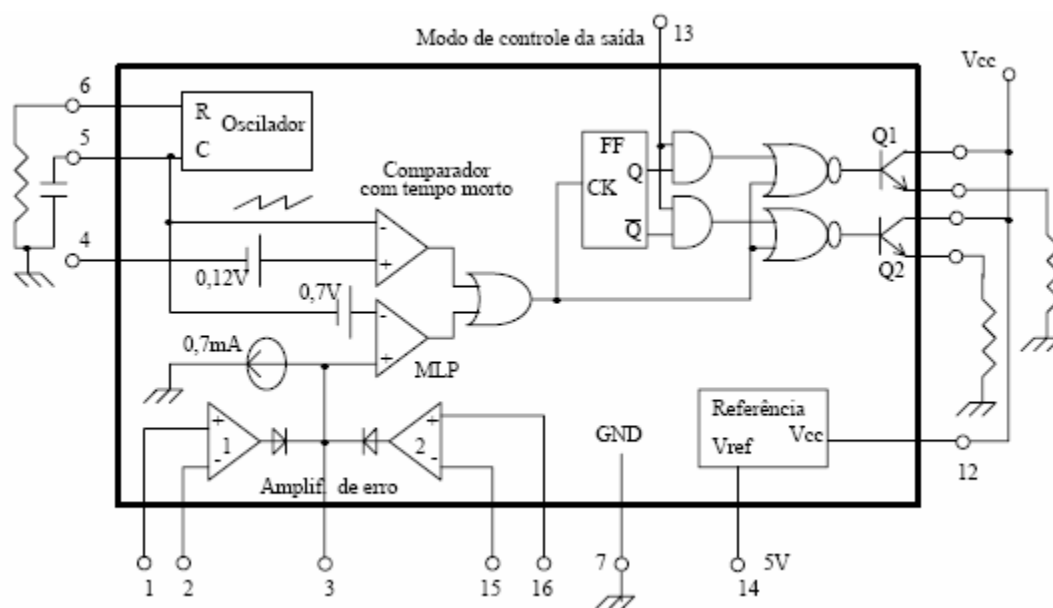 Modo de controle da saída
13
Vcc
6
R
Oscilador
C
5
FF
Q1
Comparador
com tempo morto
Q
CK
-
4
+
Q
Q2
0,12V
0,7V
-
0,7mA
+
MLP
Referência
Vcc
Vref
GND
+
1
-
+
2
-
12
Amplif. de erro
1
2
3
15
16
7
14
5V